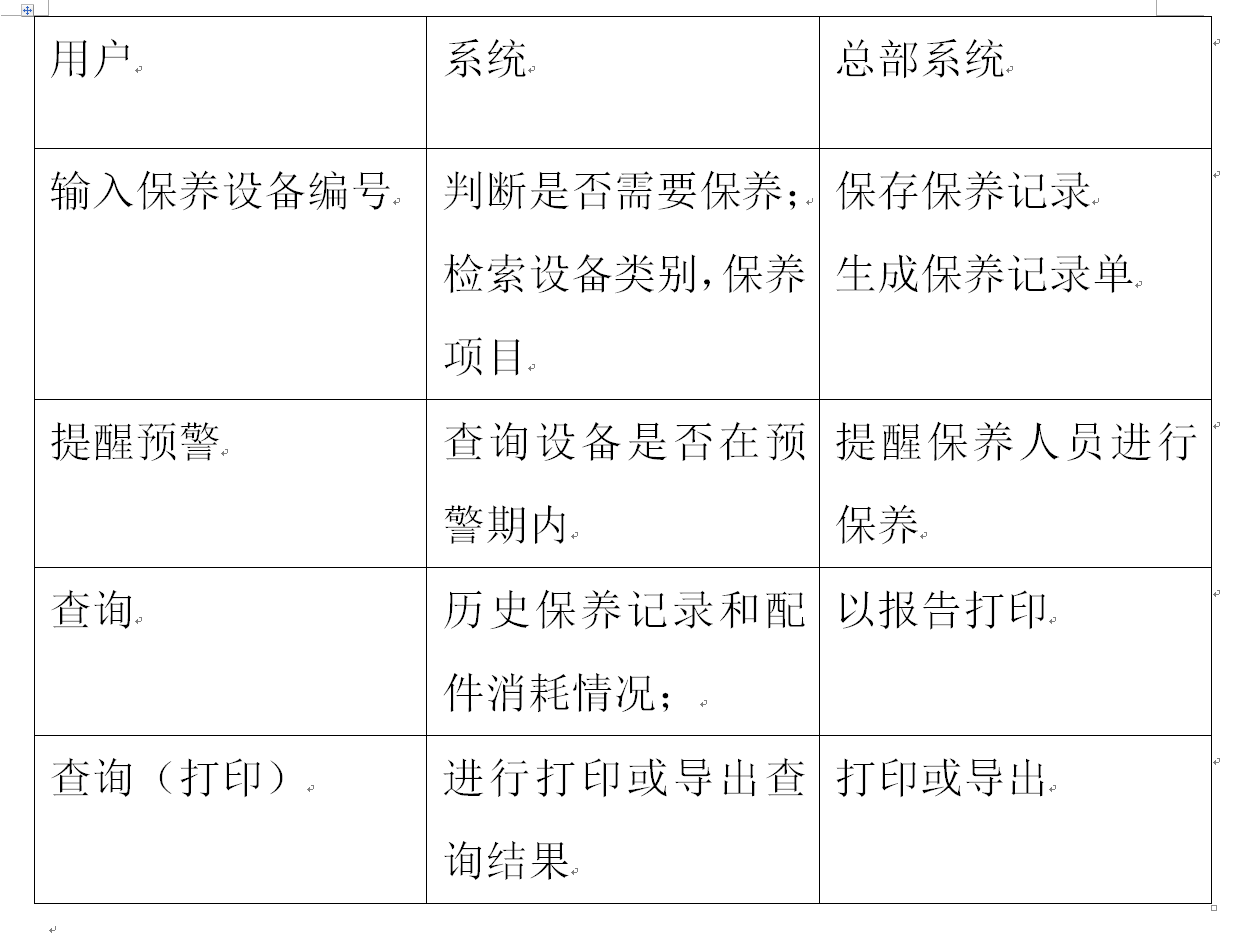 用户
系统
总部系统
输入保养设备编号
判断是否需要保养；
检索设备类别，保养
项目
保存保养记录
生成保养记录单
提醒预警
查询设备是否在预
警期内
提醒保养人员进行
保养
查询
历史保养记录和配
件消耗情况；
以报告打印
查询（打印）
进行打印或导出查
询结果
打印或导出